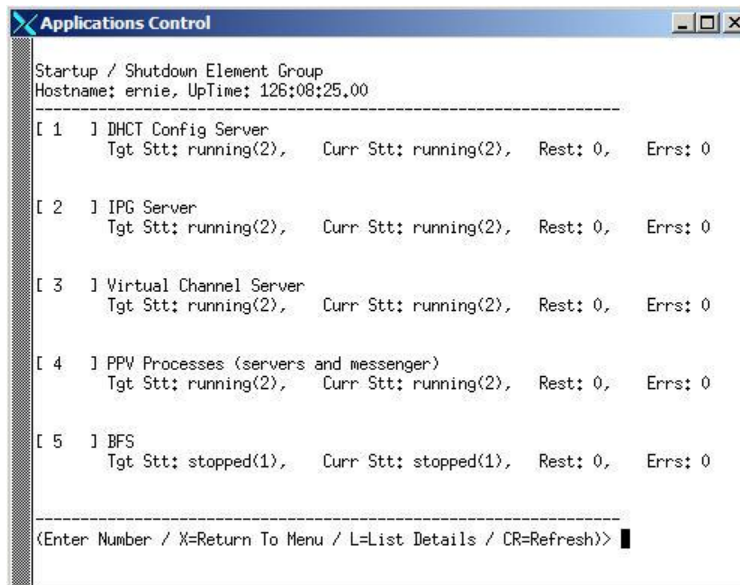 Applications Control
Startup / Shutdown Element Group
Hostname: ernie, UpTime: 126:08:25.00
[ 1 ] DHCT Config Server
Tgt Stt: running(2), Curr Stt: running(2), Rest: 0, Errs: 0
[ 2 ] IPG Server
Tgt Stt: running(2), Curr Stt: running(2), Rest: 0, Errs: 0
[ 3 ] Virtual Channel Server
Tgt Stt: running(2), Curr Stt: running(2), Rest: 0, Errs: 0
[ 4 ] PPV Processes (servers and messenger)
Tgt Stt: running(2), Curr Stt: running(2), Rest: 0, Errs: 0
[ 5 ] BFS
Tgt Stt: stopped(1), Curr Stt: stopped(1), Rest: 0, Errs: 0
(Enter Number / X=Return To Menu / L=List Details / CR=Refresh)>